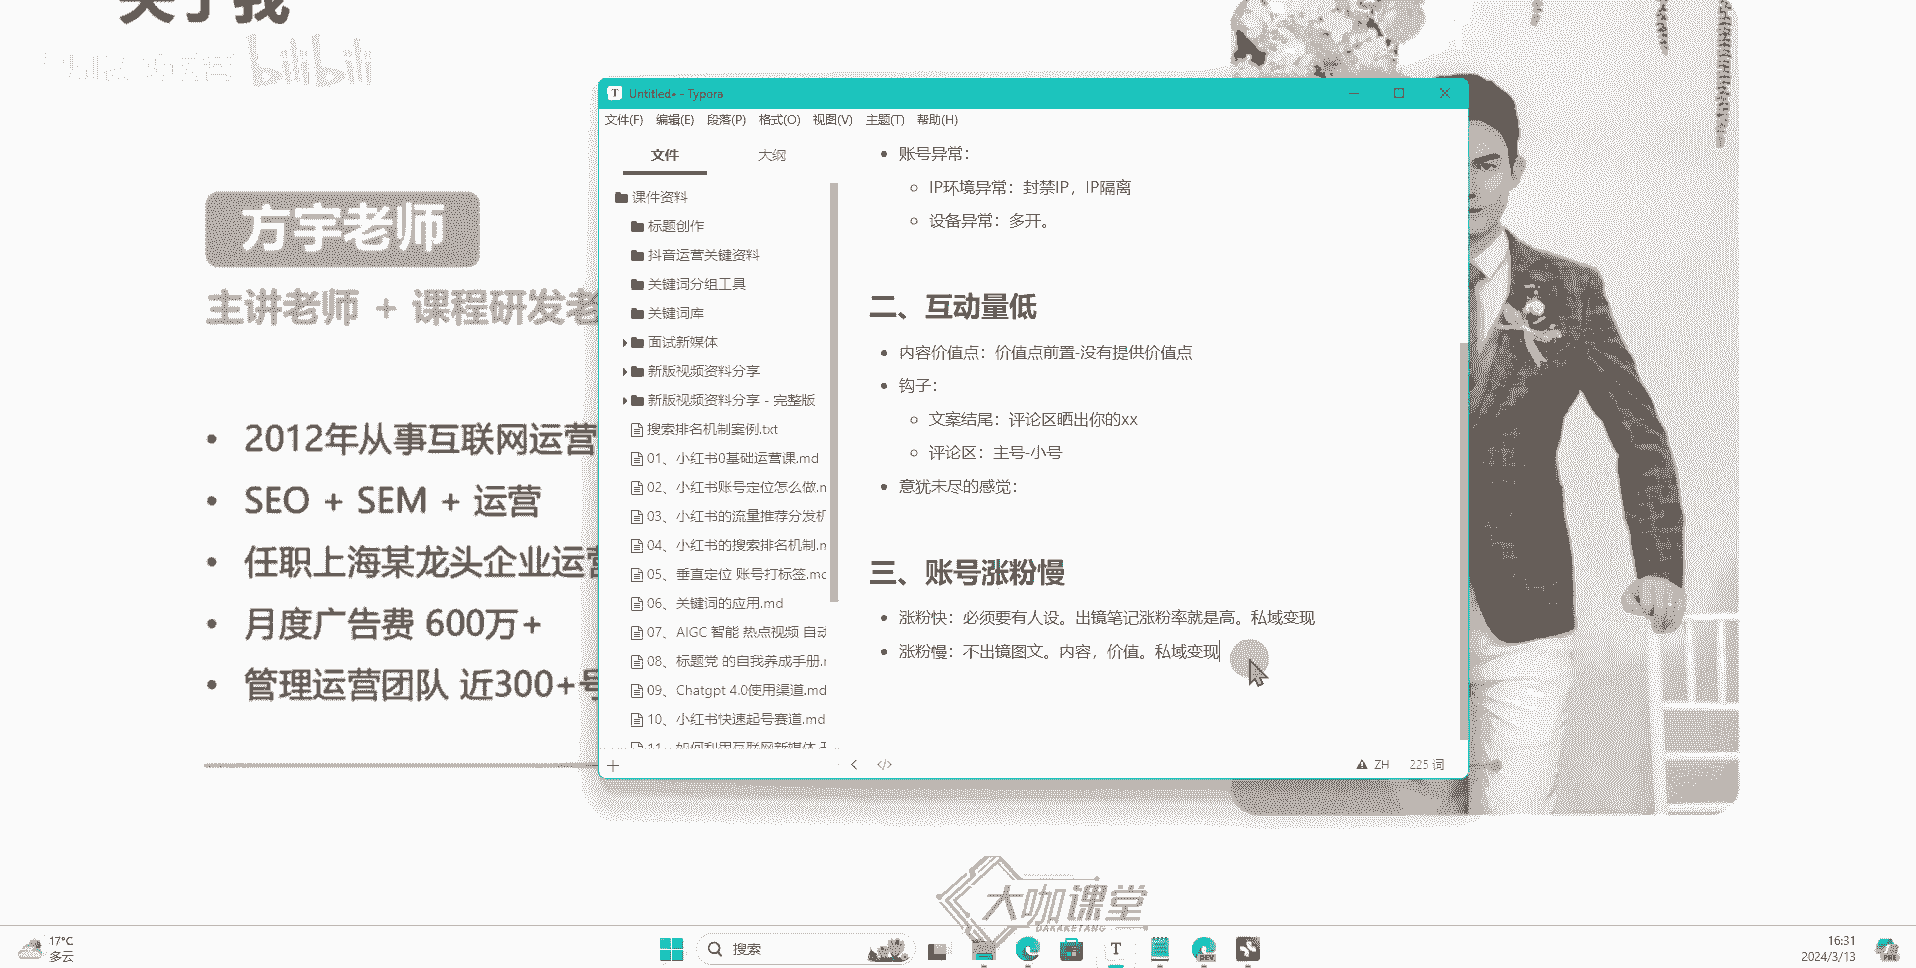 关于我
bilibili
方宇老师
主讲老师 + 课程研发老
• 2012年从事互联网运营
• SEO + SEM + 运营
• 任职上海某龙头企业运营
• 月度广告费 600万+
• 管理运营团队 近300+号
Untitled• - Typora
文件(F) 编辑(E) 段落(P) 格式(O) 视图(V) 主题(T) 帮助(H)
文件 大纲
课件资料
标题创作
抖音运营关键资料
关键词分组工具
关键词库
面试新媒体
新版视频资料分享
新版视频资料分享 - 完整版
搜索排名机制案例.txt
01、小红书0基础运营课.md
02、小红书账号定位怎么做.m
03、小红书的流量推荐分发机
04、小红书的搜索排名机制.m
05、垂直定位 账号打标签.mc
06、关键词的应用.md
07、AIGC 智能 热点视频 自动
08、标题党 的自我养成手册.r
09、Chatgpt 4.0使用渠道.md
10、小红书快速起号赛道.md
11、如何利用互联网新媒体
• 账号异常：
◦ IP环境异常：封禁IP，IP隔离
◦ 设备异常：多开。
二、互动量低
• 内容价值点：价值点前置-没有提供价值点
• 钩子：
◦ 文案结尾：评论区晒出你的xx
◦ 评论区：主号-小号
• 意犹未尽的感觉：
三、账号涨粉慢
• 涨粉快：必须要有人设。出镜笔记涨粉率就是高。私域变现
• 涨粉慢：不出镜图文。内容，价值。私域变现
ZH 225 词
大咖课堂
DAKAKETANG
17°C
多云
搜索
T
DEV
16:31
2024/3/13
PRE